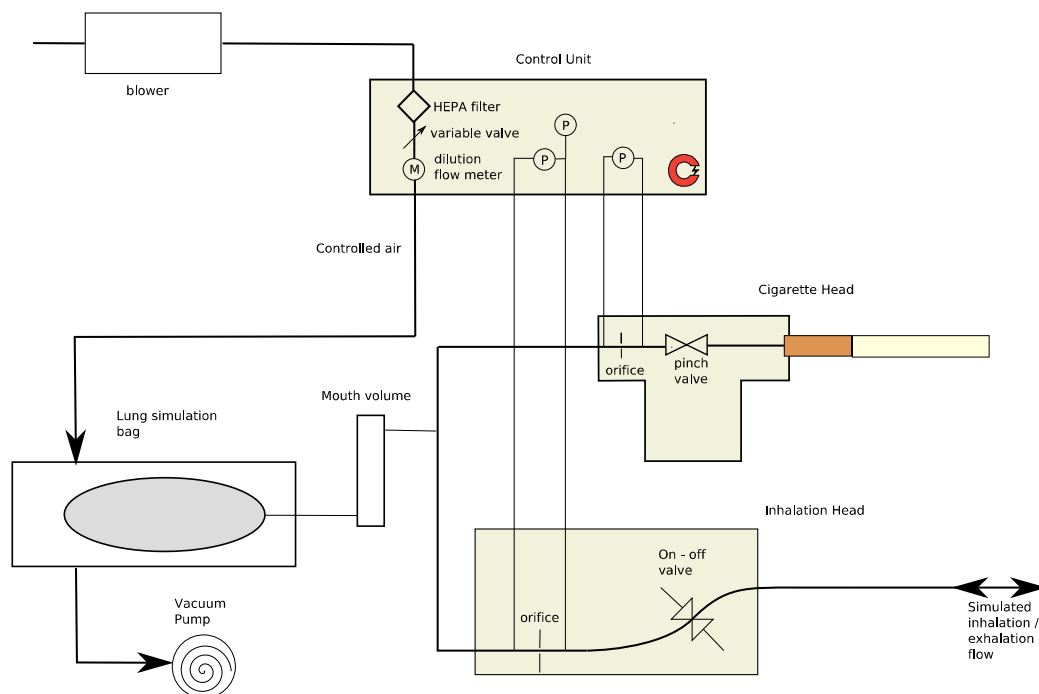 blower
Control Unit
HEPA filter
variable valve
P
P
P
M
dilution
flow meter
Controlled air
Cigarette Head
orifice
pinch
valve
Mouth volume
Lung simulation
bag
Inhalation Head
On - off
valve
Vacuum
Pump
orifice
Simulated
inhalation /
exhalation
flow